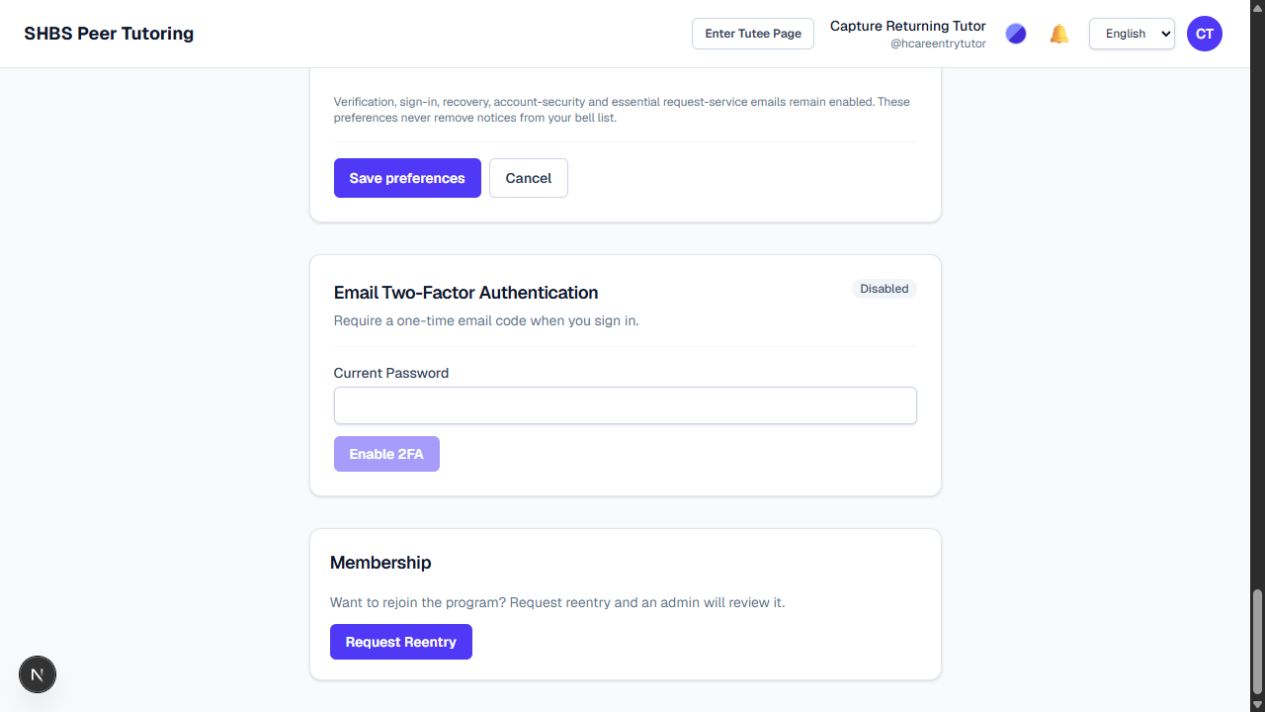 SHBS Peer Tutoring
Enter Tutee Page
Capture Returning Tutor
@hcareentrytutor
English
CT
Verification, sign-in, recovery, account-security and essential request-service emails remain enabled. These
preferences never remove notices from your bell list.
Save preferences
Cancel
Email Two-Factor Authentication
Disabled
Require a one-time email code when you sign in.
Current Password
Enable 2FA
Membership
Want to rejoin the program? Request reentry and an admin will review it.
Request Reentry
N